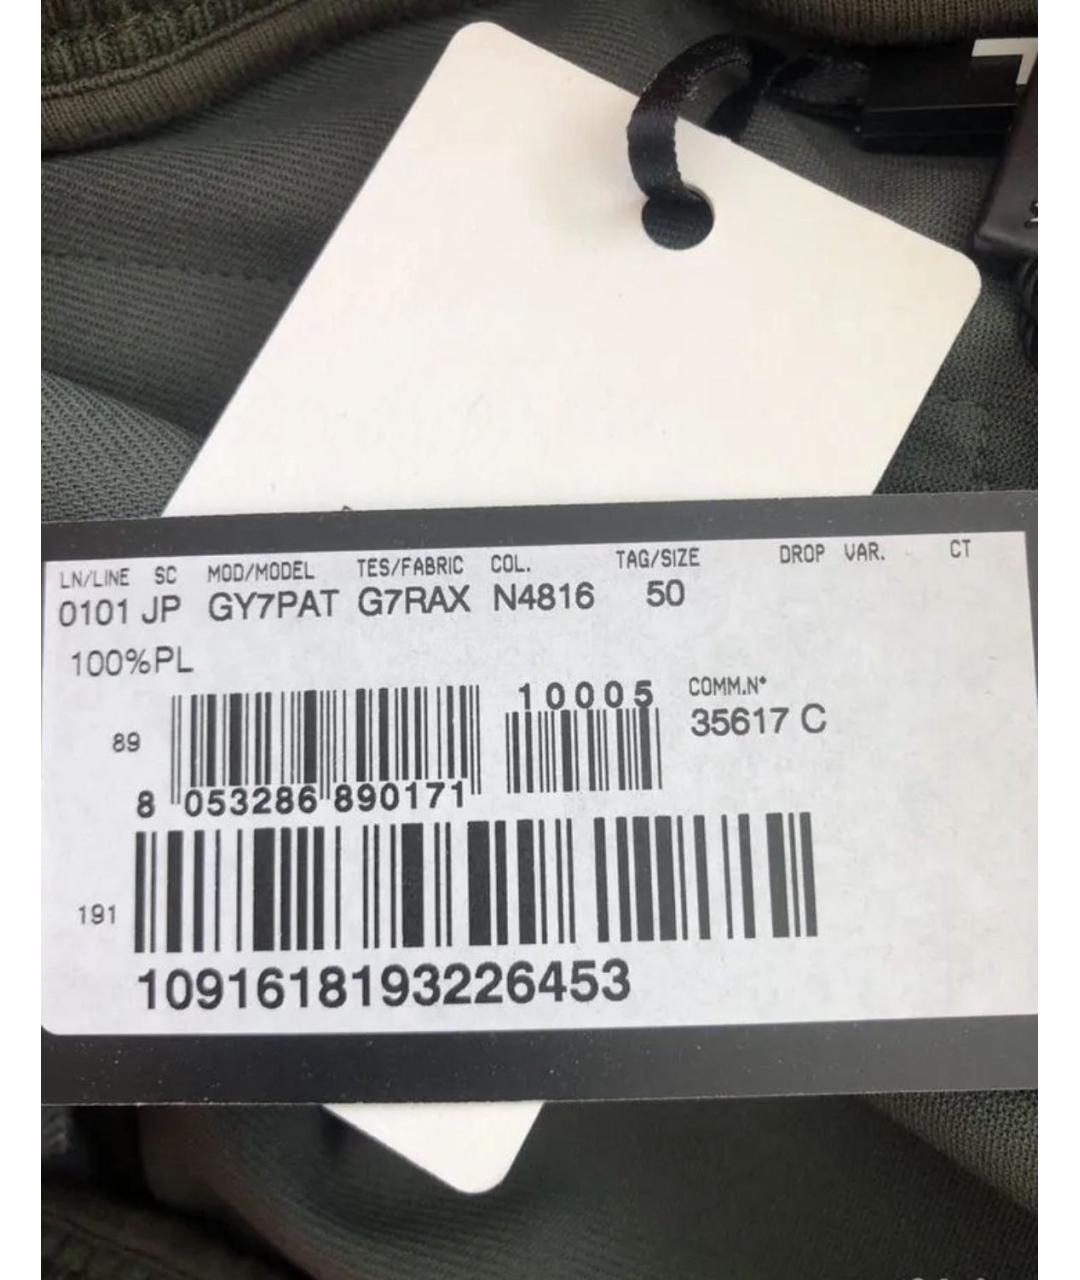 LN/LINE SC MOD/MODEL TES/FABRIC COL. TAG/SIZE DROP VAR. CT
0101 JP GY7PAT G7RAX N4816 50
100%PL
10005 COMM.N°
89 35617 C
8 053286 890171
191
1091618193226453